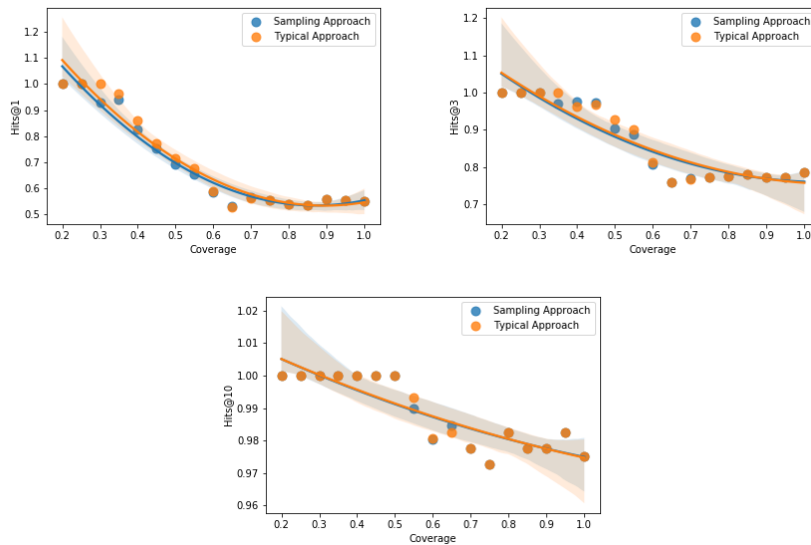 Sampling Approach
Typical Approach
1.2
1.1
1.0
0.9
0.8
0.7
0.6
0.5
Hits@1
0.2 0.3 0.4 0.5 0.6 0.7 0.8 0.9 1.0
Coverage
Sampling Approach
Typical Approach
1.2
1.1
1.0
0.9
0.8
0.7
Hits@3
0.2 0.3 0.4 0.5 0.6 0.7 0.8 0.9 1.0
Coverage
Sampling Approach
Typical Approach
1.02
1.01
1.00
0.99
0.98
0.97
0.96
Hits@10
0.2 0.3 0.4 0.5 0.6 0.7 0.8 0.9 1.0
Coverage